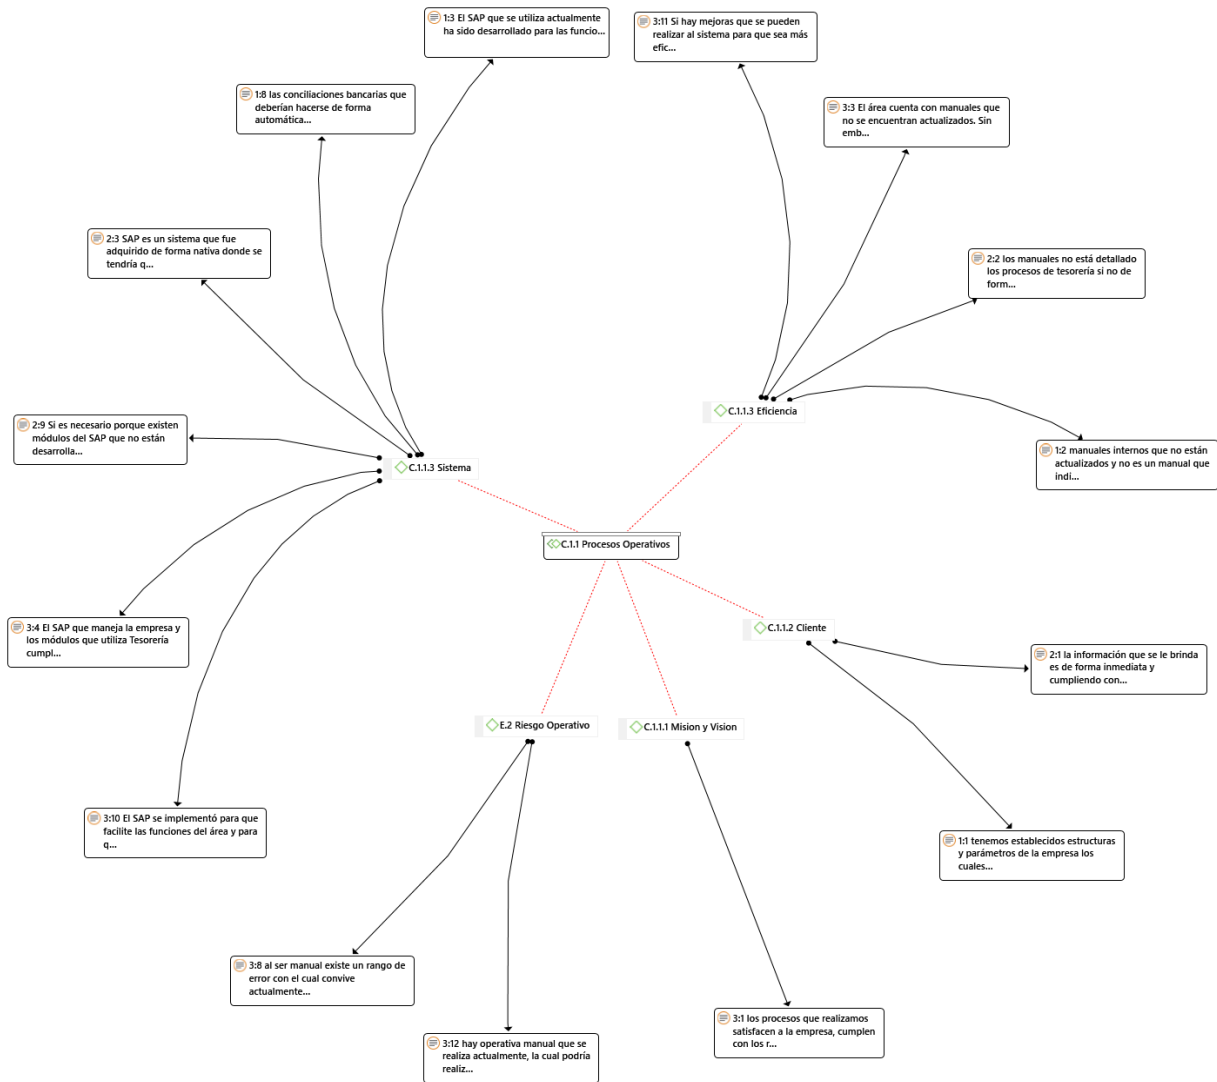 1:3 El SAP que se utiliza actualmente
ha sido desarrollado para las funcio...
3:11 Si hay mejoras que se pueden
realizar al sistema para que sea más
efic...
1:8 las conciliaciones bancarias que
deberían hacerse de forma
automática...
3:3 El área cuenta con manuales que
no se encuentran actualizados. Sin
emb...
2:3 SAP es un sistema que fue
adquirido de forma nativa donde se
tendría q...
2:2 los manuales no está detallado
los procesos de tesorería si no de
form...
C.1.1.3 Eficiencia
2:9 Si es necesario porque existen
módulos del SAP que no están
desarrolla...
1:2 manuales internos que no están
actualizados y no es un manual que
indi...
C.1.1.3 Sistema
C.1.1 Procesos Operativos
3:4 El SAP que maneja la empresa y
los módulos que utiliza Tesorería
cumpl...
C.1.1.2 Cliente
2:1 la información que se le brinda
es de forma inmediata y
cumpliendo con...
E.2 Riesgo Operativo
C.1.1.1 Mision y Vision
3:10 El SAP se implementó para que
facilite las funciones del área y para
q...
1:1 tenemos establecidos estructuras
y parámetros de la empresa los
cuales...
3:8 al ser manual existe un rango de
error con el cual convive
actualmente...
3:1 los procesos que realizamos
satisfacen a la empresa, cumplen
con los r...
3:12 hay operativa manual que se
realiza actualmente, la cual podría
realiz...